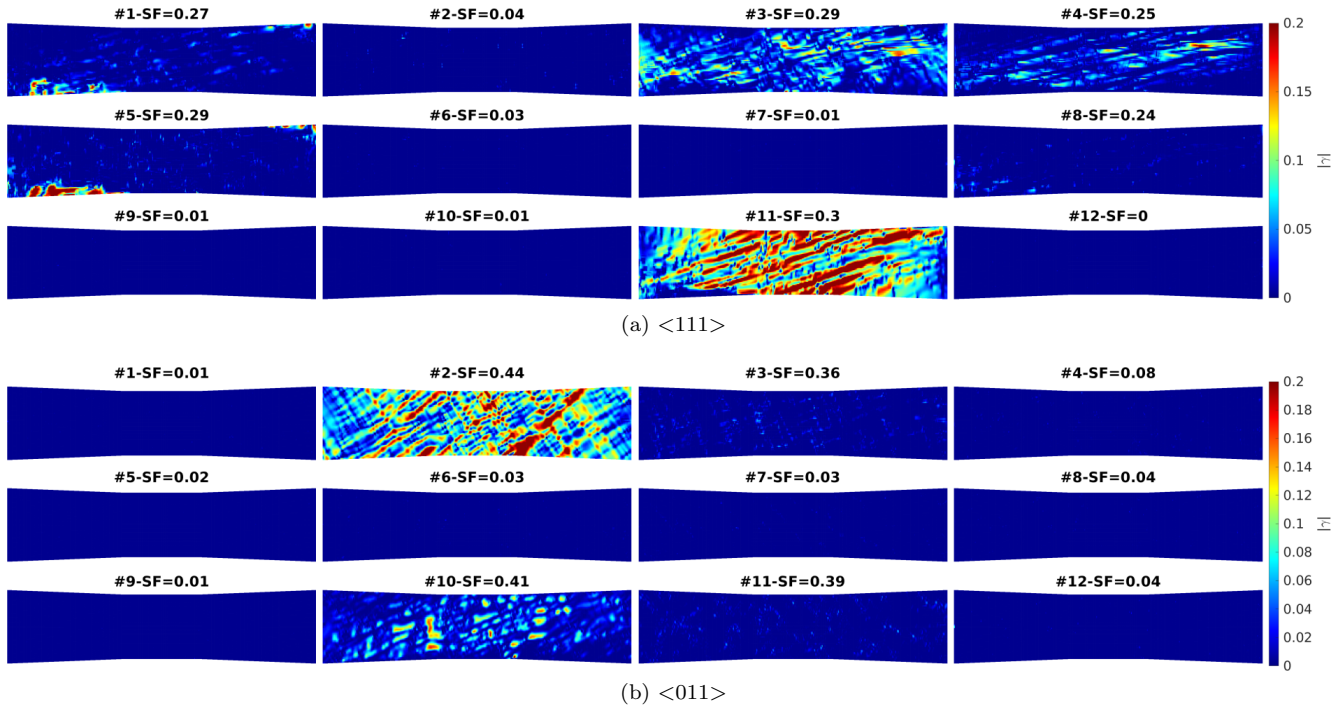 #1-SF=0.27 #2-SF=0.04 #3-SF=0.29 #4-SF=0.25
0.2
0.15
#5-SF=0.29 #6-SF=0.03 #7-SF=0.01 #8-SF=0.24
0.1
|γ|
#9-SF=0.01 #10-SF=0.01 #11-SF=0.3 #12-SF=0
0.05
0
(a) <111>
#1-SF=0.01 #2-SF=0.44 #3-SF=0.36 #4-SF=0.08
0.2
0.18
0.16
0.14
#5-SF=0.02 #6-SF=0.03 #7-SF=0.03 #8-SF=0.04
0.12
0.1
|γ|
0.08
#9-SF=0.01 #10-SF=0.41 #11-SF=0.39 #12-SF=0.04
0.06
0.04
0.02
0
(b) <011>